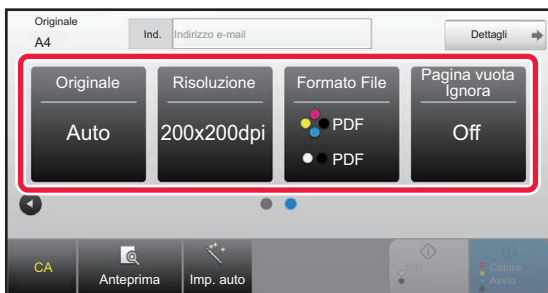 Originale
A4
Ind.
Indirizzo e-mail
Dettagli
Originale
Auto
Risoluzione
200x200dpi
Formato File
PDF
PDF
Pagina vuota
Ignora
Off
CA
Anteprima
Imp. auto
B/N
Colore
Avvio